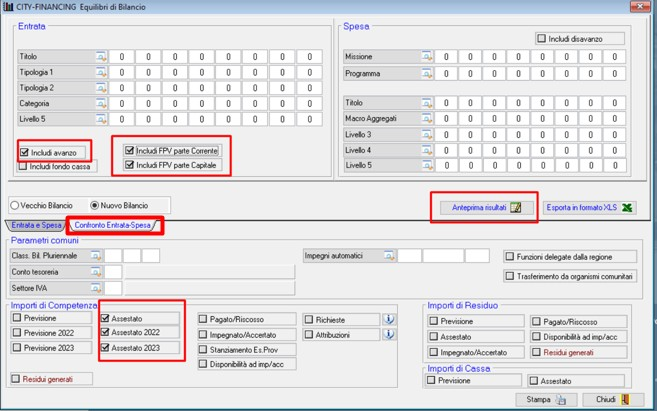 CITY-FINANCING Equilibri di Bilancio
Entrata
Titolo 0 0 0 0 0 0 0 0
Tipologia 1 0 0 0 0 0 0 0 0
Tipologia 2 0 0 0 0 0 0 0 0
Categoria 0 0 0 0 0 0 0 0
Livello 5 0 0 0 0 0 0 0 0
Includi avanzo
Includi fondo cassa
Includi FPV parte Corrente
Includi FPV parte Capitale
Spesa
Includi disavanzo
Missione 0 0 0 0 0 0 0 0
Programma 0 0 0 0 0 0 0 0
Titolo 0 0 0 0 0 0 0 0
Macro Aggregati 0 0 0 0 0 0 0 0
Livello 3 0 0 0 0 0 0 0 0
Livello 4 0 0 0 0 0 0 0 0
Livello 5 0 0 0 0 0 0 0 0
Vecchio Bilancio Nuovo Bilancio
Anteprima risultati Esporta in formato XLS
Entrata e Spesa Confronto Entrata-Spesa
Parametri comuni
Class. Bil. Pluriennale
Conto tesoreria
Settore IVA
Impegni automatici
Funzioni delegate dalla regione
Trasferimento da organismi comunitari
Importi di Competenza
Previsione
Previsione 2022
Previsione 2023
Residui generati
Assestato
Assestato 2022
Assestato 2023
Pagato/Riscosso
Impegnato/Accertato
Stanziamento Es.Prov
Disponibilità ad imp/acc
Richieste
Attribuzioni
Importi di Residuo
Previsione
Assestato
Impegnato/Accertato
Pagato/Riscosso
Disponibilità ad imp/acc
Residui generati
Importi di Cassa
Previsione
Assestato
Stampa Chiudi